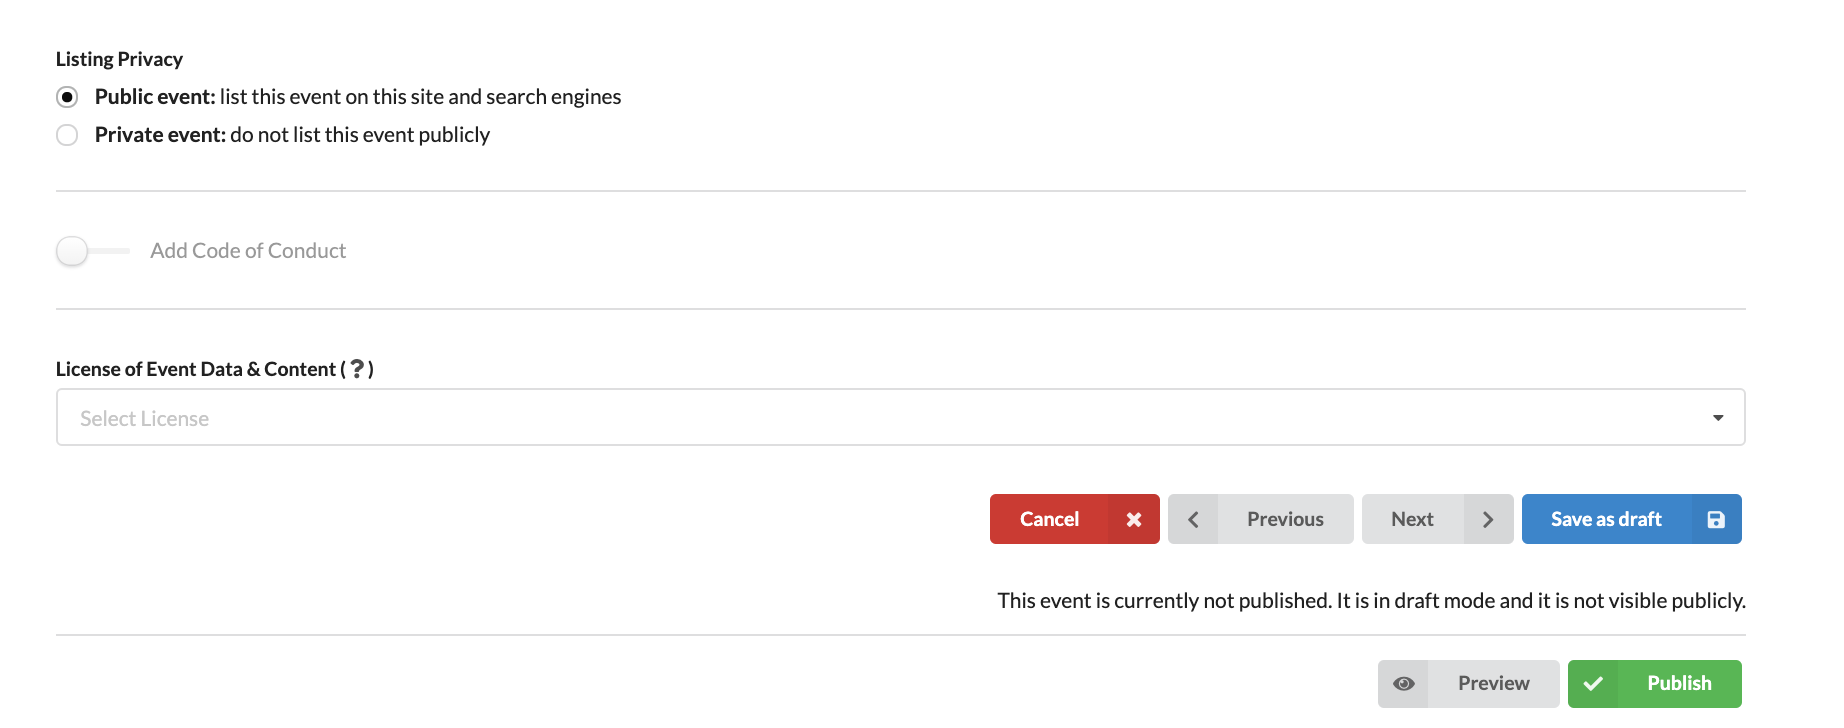 Listing Privacy
Public event: list this event on this site and search engines
Private event: do not list this event publicly
Add Code of Conduct
License of Event Data & Content ( ? )
Select License
Cancel Previous Next Save as draft
This event is currently not published. It is in draft mode and it is not visible publicly.
Preview Publish